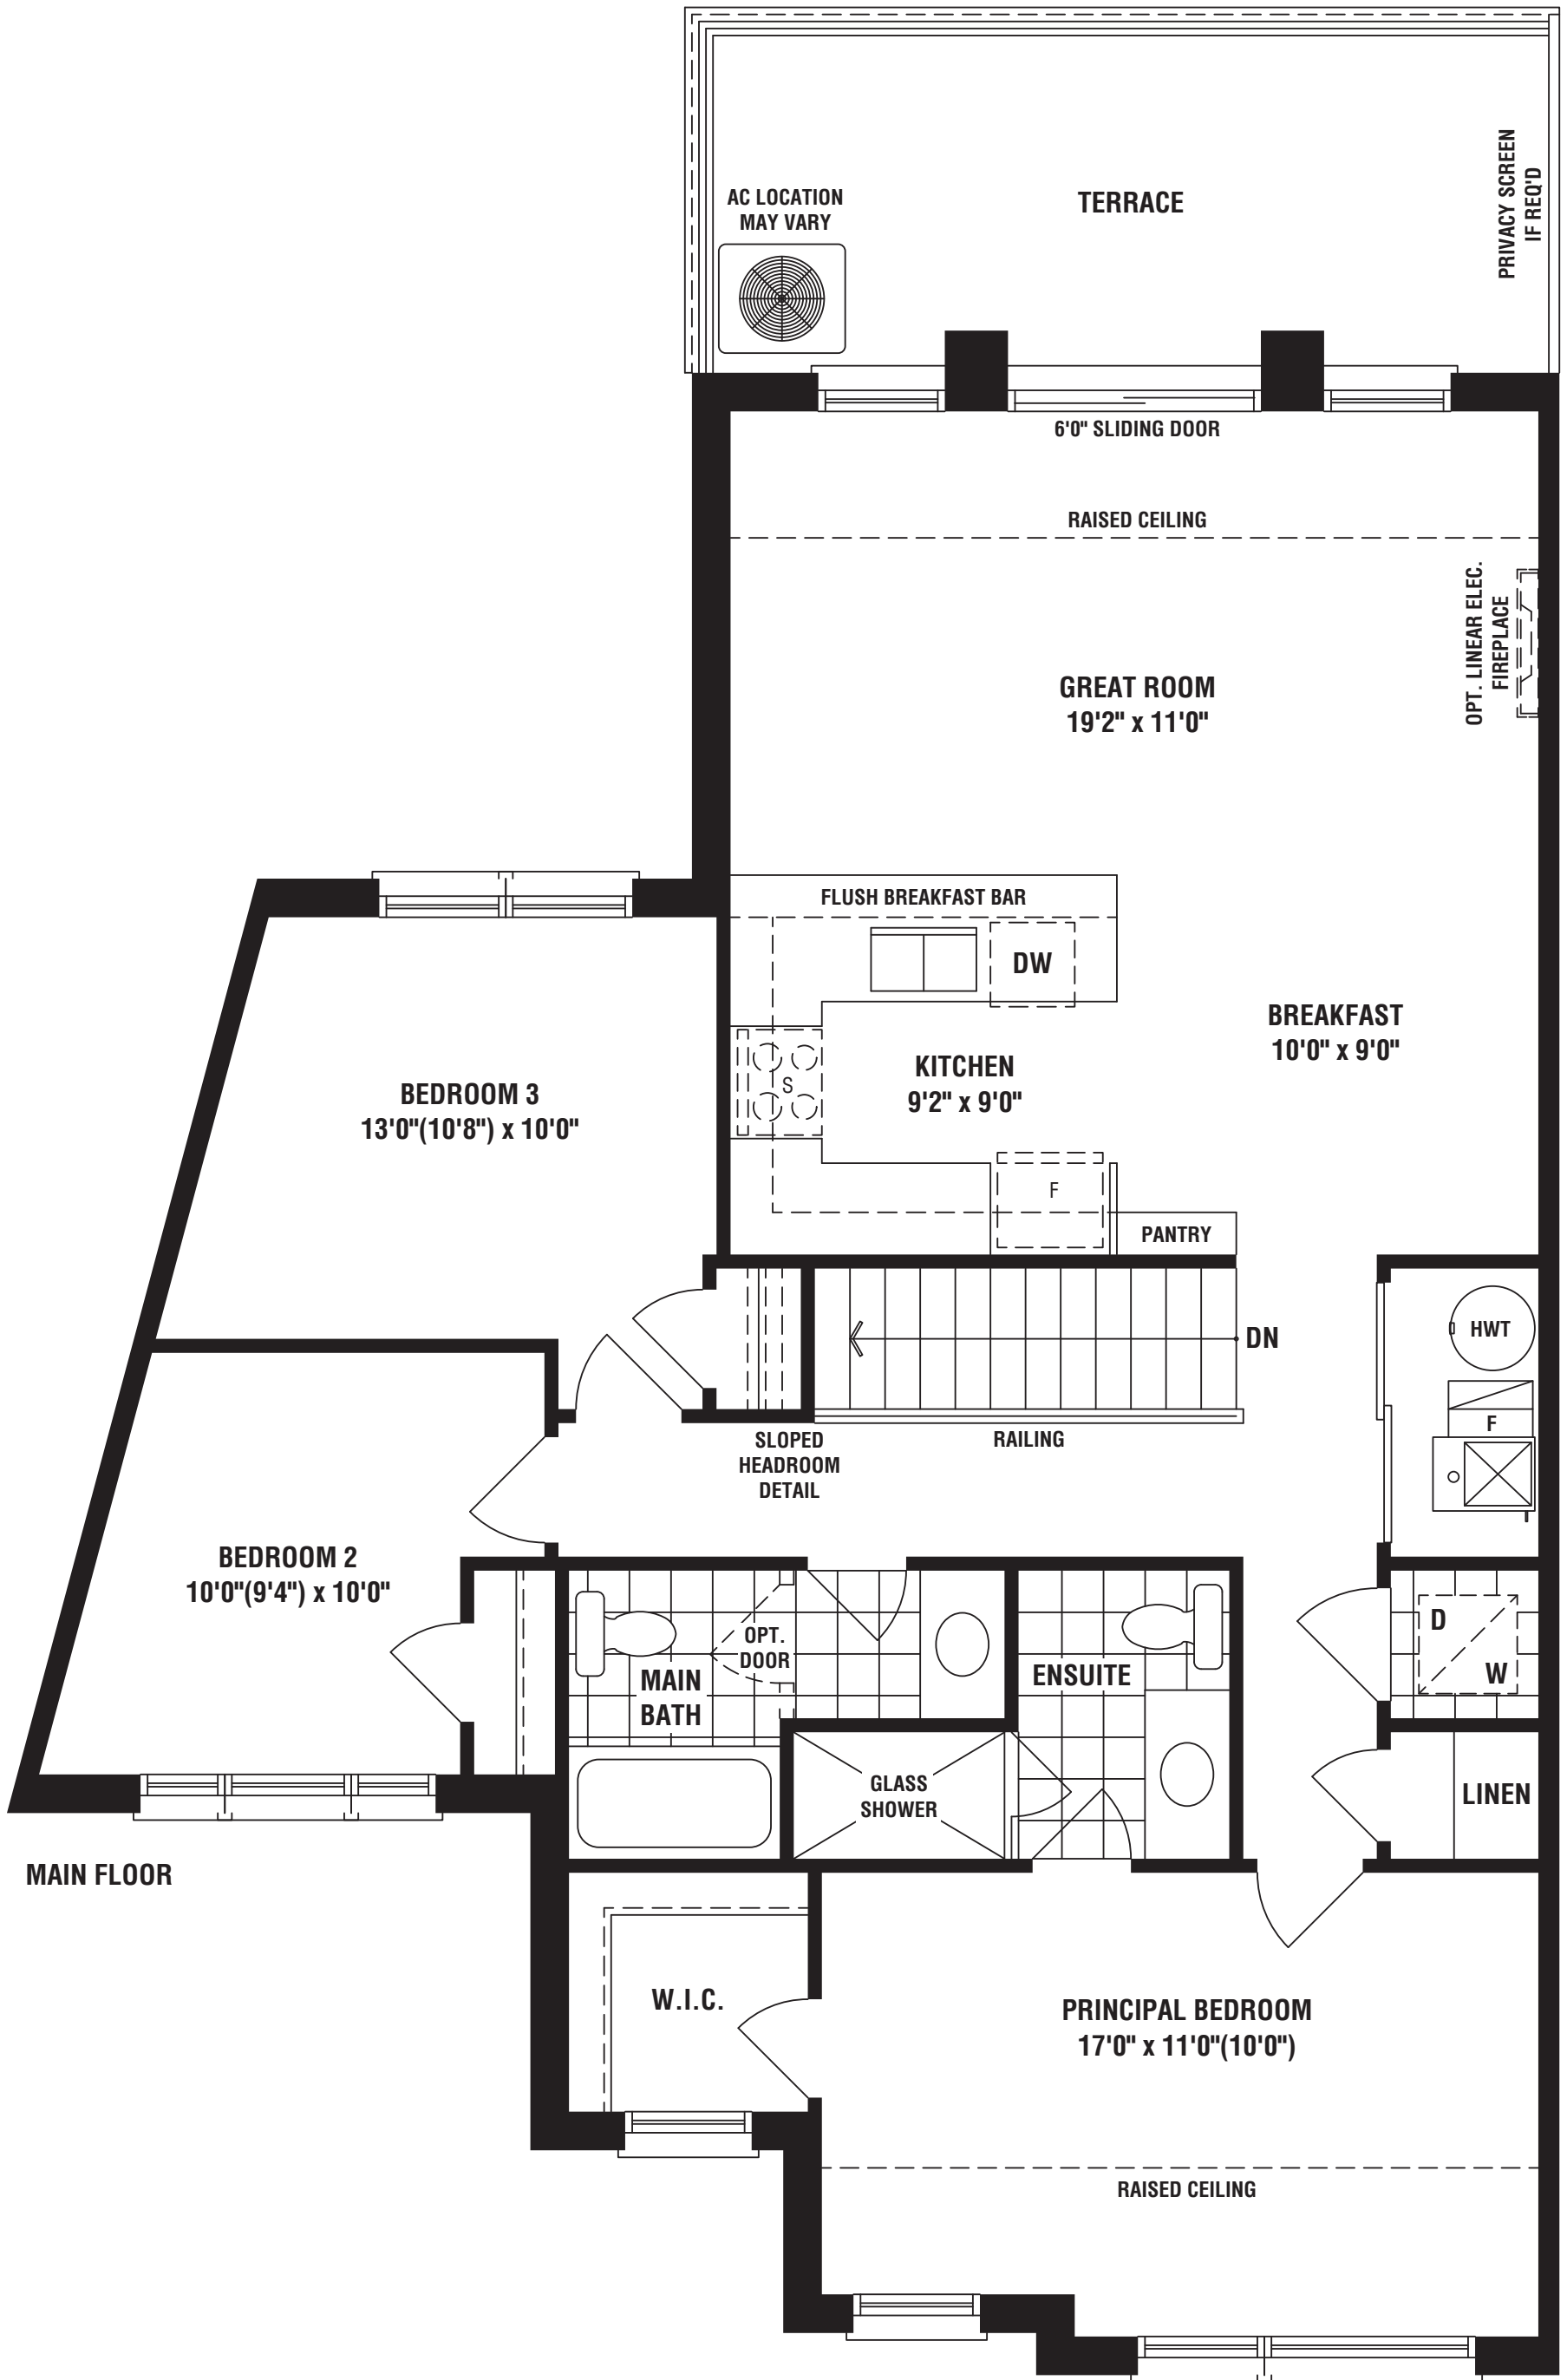 AC LOCATION
MAY VARY
TERRACE
PRIVACY SCREEN
IF REQ'D
6'0" SLIDING DOOR
RAISED CEILING
OPT. LINEAR ELEC.
FIREPLACE
GREAT ROOM
19'2" x 11'0"
FLUSH BREAKFAST BAR
DW
BREAKFAST
10'0" x 9'0"
KITCHEN
9'2" x 9'0"
S
BEDROOM 3
13'0"(10'8") x 10'0"
F
PANTRY
DN
HWT
F
SLOPED
HEADROOM
DETAIL
RAILING
BEDROOM 2
10'0"(9'4") x 10'0"
OPT.
DOOR
MAIN
BATH
ENSUITE
D
W
GLASS
SHOWER
LINEN
MAIN FLOOR
W.I.C.
PRINCIPAL BEDROOM
17'0" x 11'0"(10'0")
RAISED CEILING